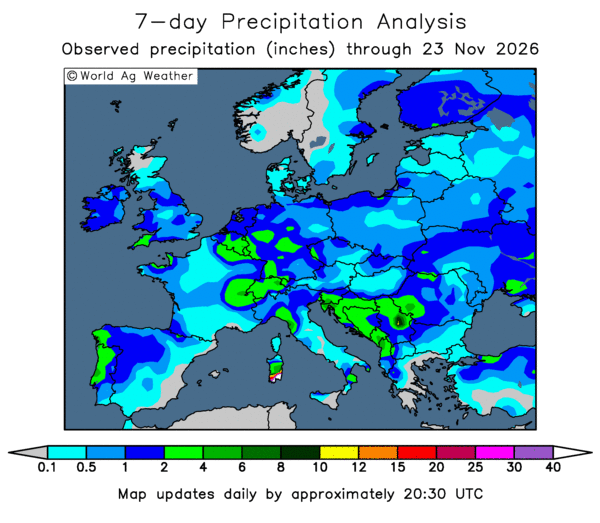 7-day Precipitation Analysis
Observed precipitation (inches) through 23 Nov 2026
© World Ag Weather
0.1 0.5 1 2 4 6 8 10 12 15 20 25 30 40
Map updates daily by approximately 20:30 UTC